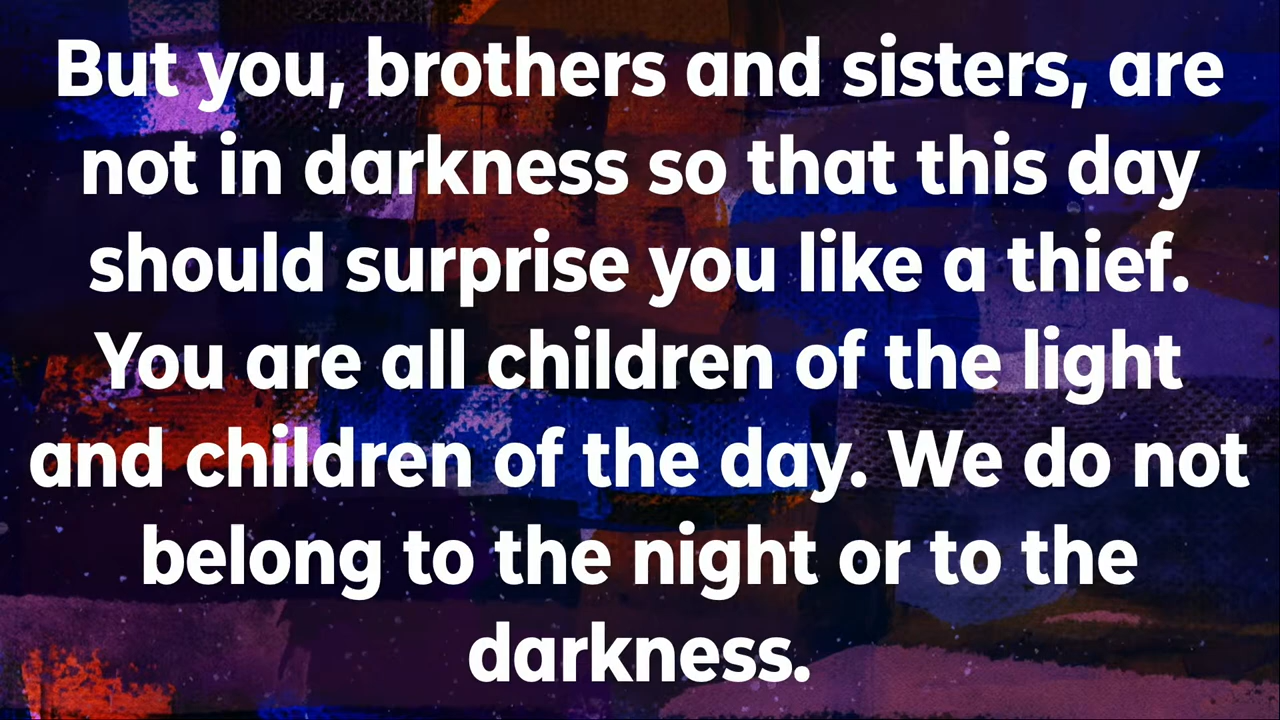 But you, brothers and sisters, are
not in darkness so that this day
should surprise you like a thief.
You are all children of the light
and children of the day. We do not
belong to the night or to the
darkness.